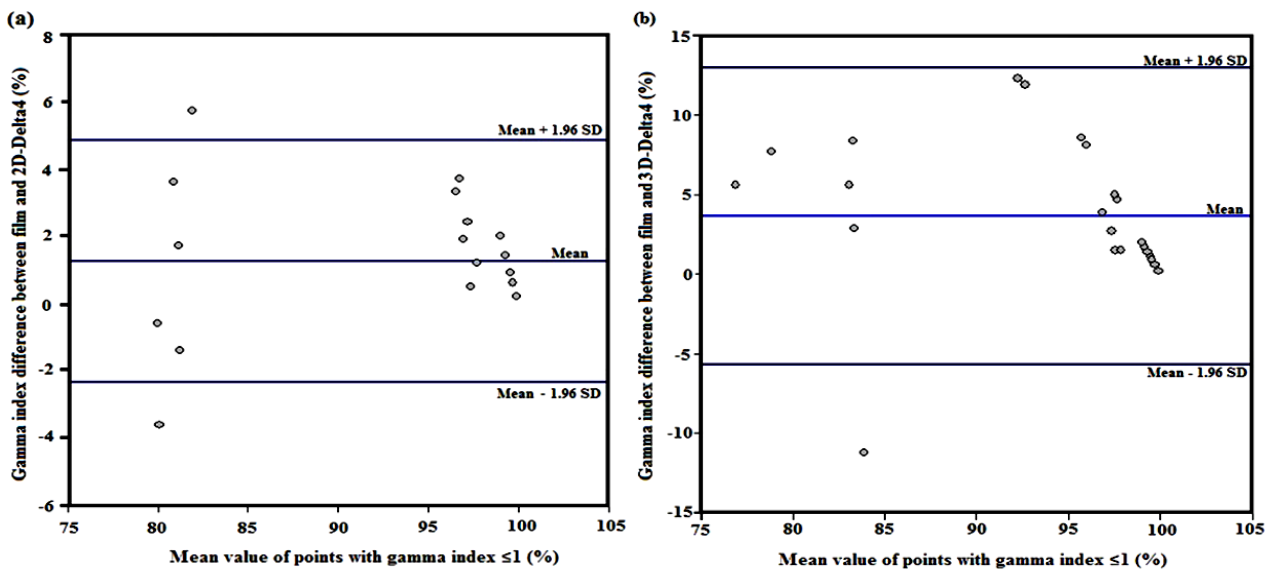 (a)
Gamma index difference between film and 2D-Delta4 (%)
8
6
4
2
0
-2
-4
-6
Mean + 1.96 SD
Mean
Mean - 1.96 SD
75 80 85 90 95 100 105
Mean value of points with gamma index ≤1 (%)
(b)
Gamma index difference between film and 3D-Delta4 (%)
15
10
5
0
-5
-10
-15
Mean + 1.96 SD
Mean
Mean - 1.96 SD
75 80 85 90 95 100 105
Mean value of points with gamma index ≤1 (%)